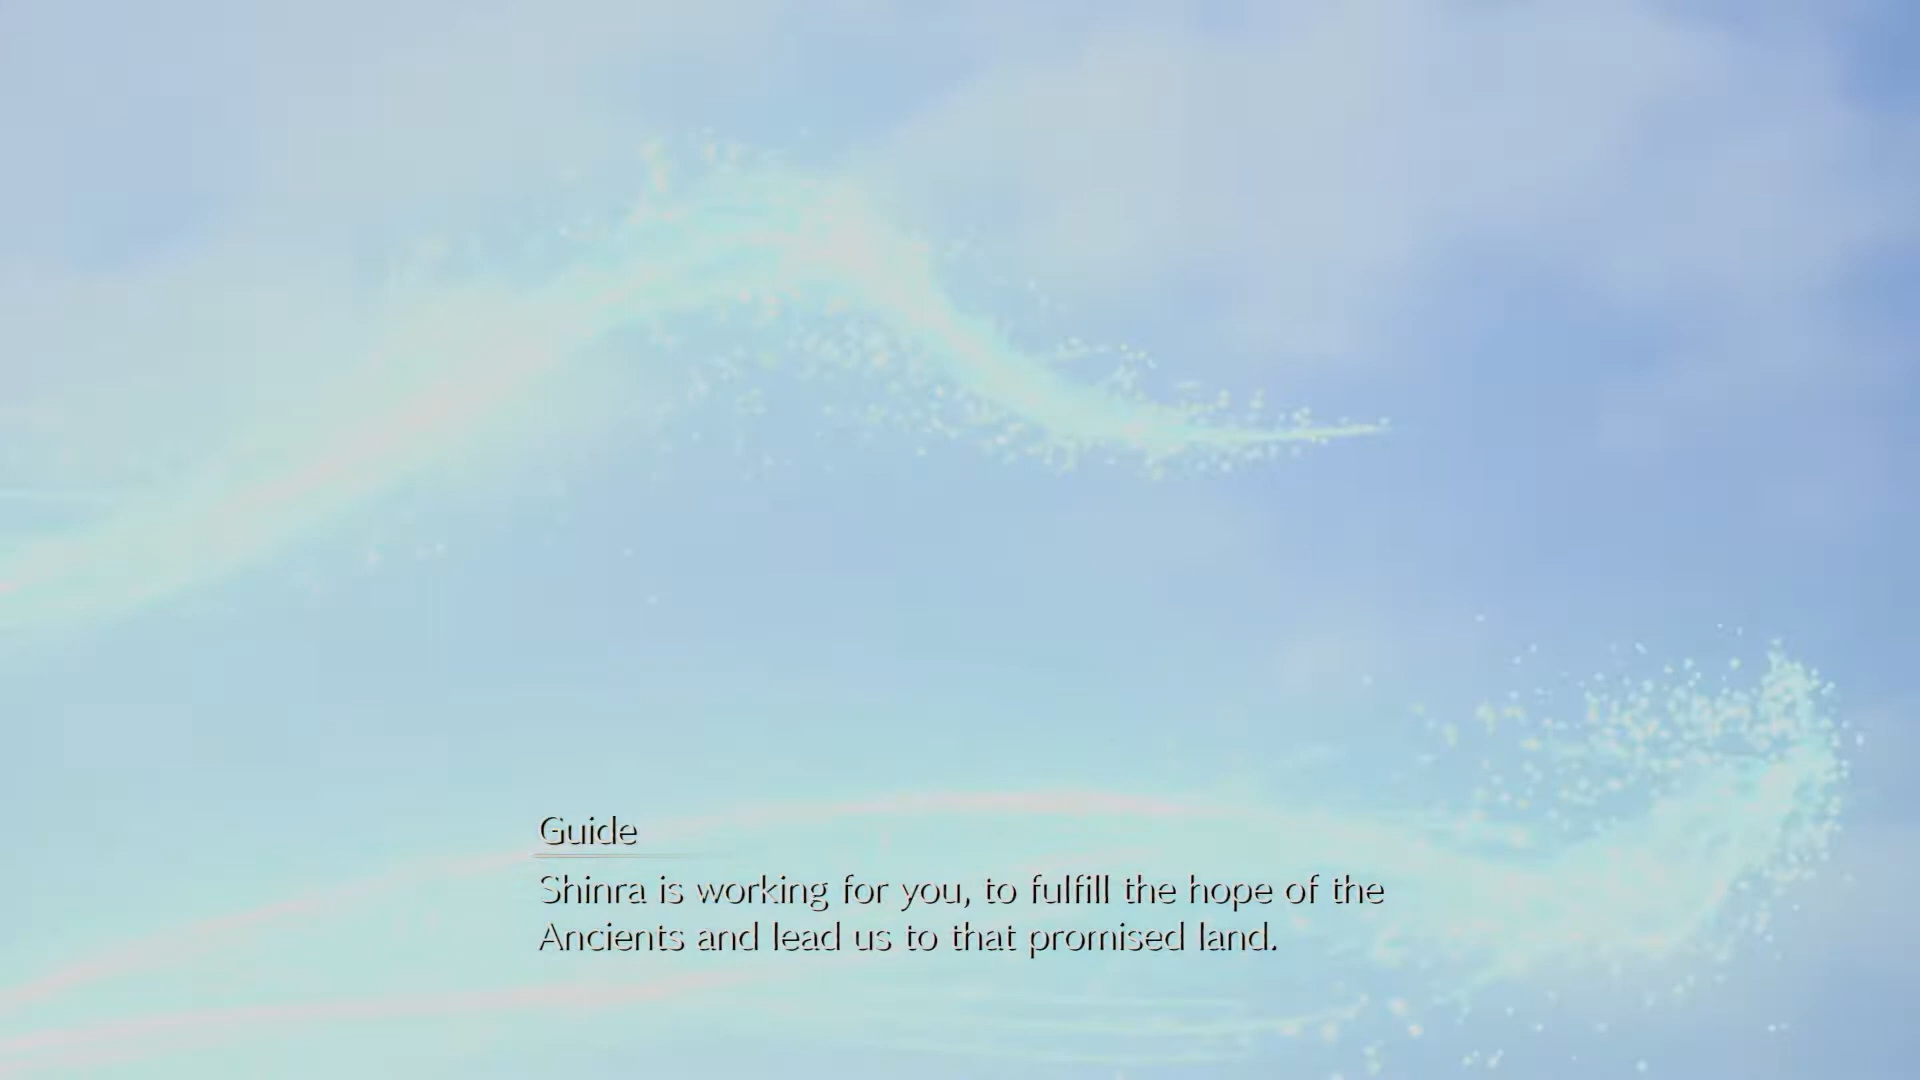 Guide
Shinra is working for you, to fulfill the hope of the
Ancients and lead us to that promised land.